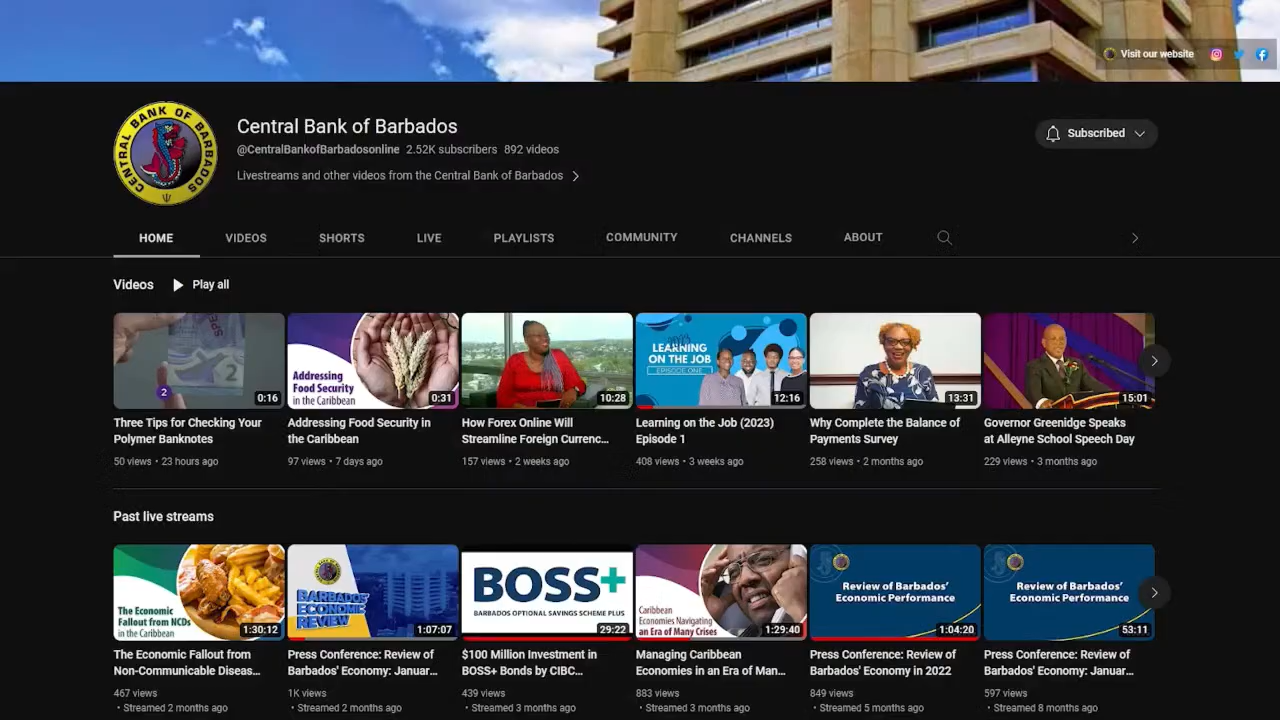 Visit our website
CENTRAL BANK OF BARBADOS
Central Bank of Barbados
@CentralBankofBarbadosonline 2.52K subscribers 892 videos
Livestreams and other videos from the Central Bank of Barbados
Subscribed
HOME VIDEOS SHORTS LIVE PLAYLISTS COMMUNITY CHANNELS ABOUT
Videos Play all
SPE
2
2
0:16
Addressing
Food Security
in the Caribbean
0:31
10:28
LEARNING
ON THE JOB
EPISODE ONE
12:16
13:31
15:01
Three Tips for Checking Your
Polymer Banknotes
50 views • 23 hours ago
Addressing Food Security in
the Caribbean
97 views • 7 days ago
How Forex Online Will
Streamline Foreign Currenc...
157 views • 2 weeks ago
Learning on the Job (2023)
Episode 1
408 views • 3 weeks ago
Why Complete the Balance of
Payments Survey
258 views • 2 months ago
Governor Greenidge Speaks
at Alleyne School Speech Day
229 views • 3 months ago
Past live streams
The Economic
Fallout from NCDs
in the Caribbean
1:30:12
BARBADOS'
ECONOMIC
REVIEW
1:07:07
BOSS+
BARBADOS OPTIONAL SAVINGS SCHEME PLUS
29:22
Caribbean
Economies Navigating
an Era of Many Crises
1:29:40
Review of Barbados'
Economic Performance
1:04:20
Review of Barbados'
Economic Performance
53:11
The Economic Fallout from
Non-Communicable Diseas...
467 views
• Streamed 2 months ago
Press Conference: Review of
Barbados' Economy: Januar...
1K views
• Streamed 2 months ago
$100 Million Investment in
BOSS+ Bonds by CIBC...
439 views
• Streamed 3 months ago
Managing Caribbean
Economies in an Era of Man...
883 views
• Streamed 3 months ago
Press Conference: Review of
Barbados' Economy in 2022
849 views
• Streamed 5 months ago
Press Conference: Review of
Barbados' Economy: Januar...
597 views
• Streamed 8 months ago